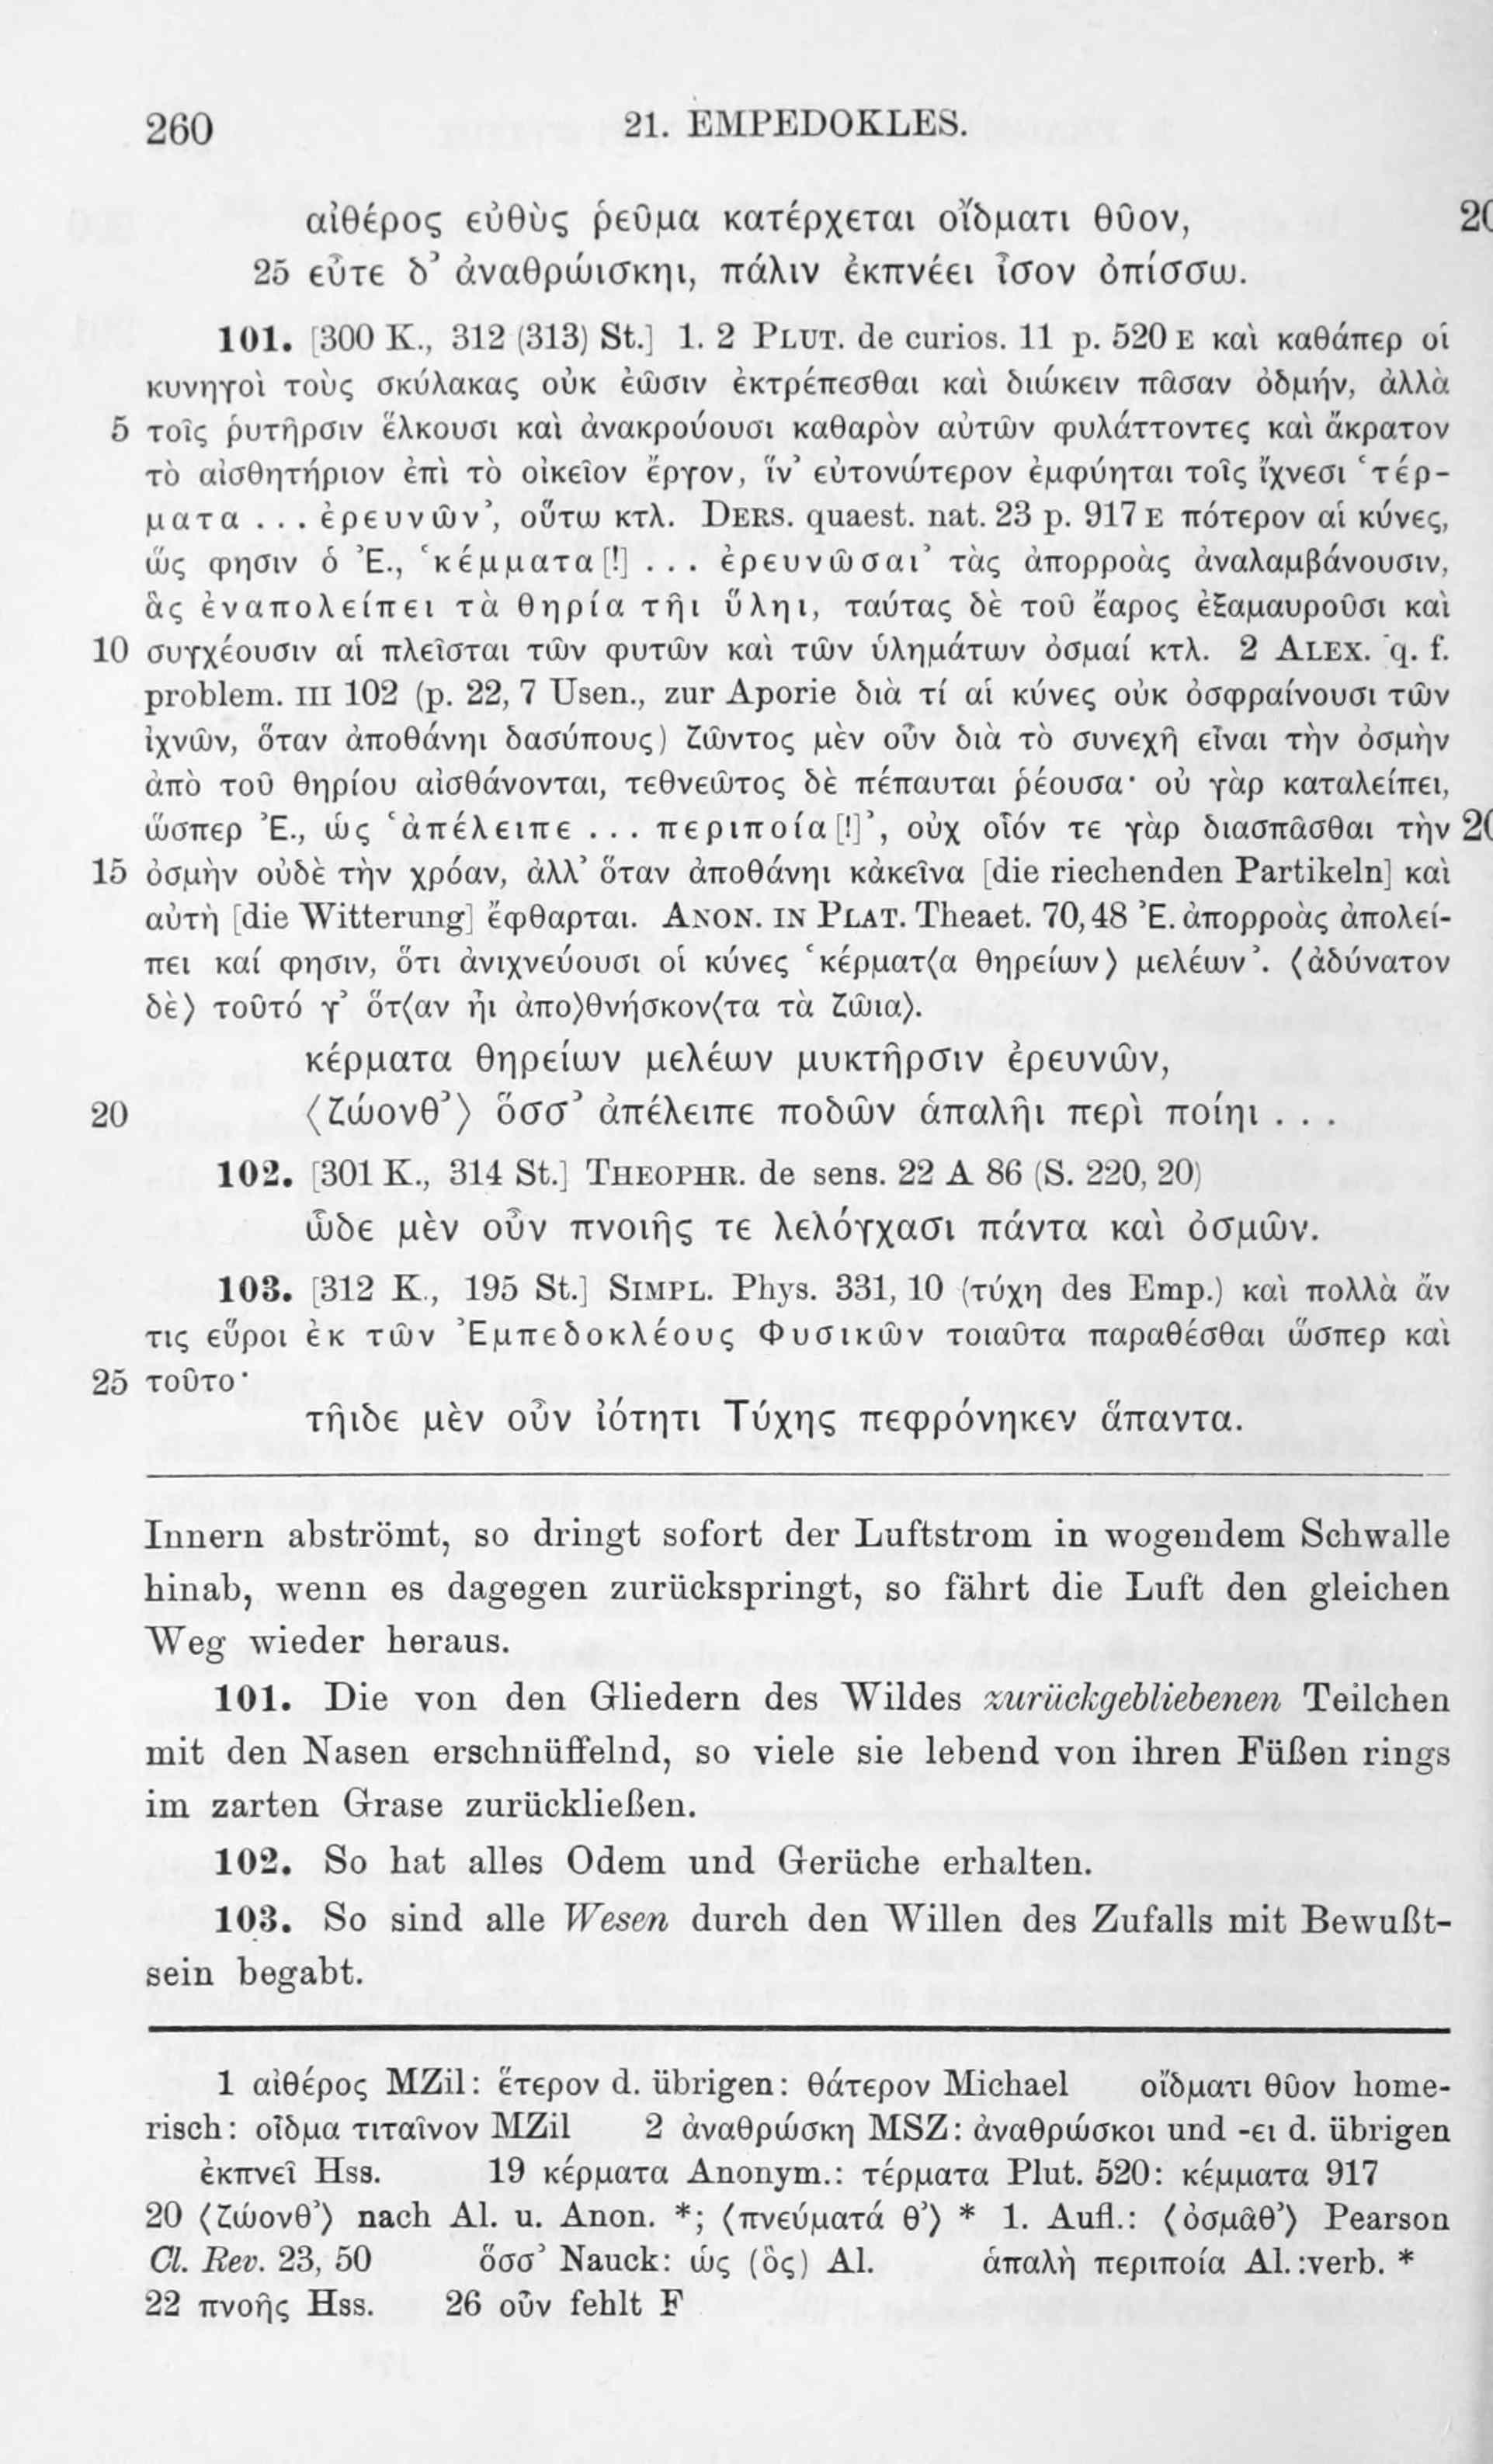 260
21. EMPEDOKLES.
αἰθέρος εὐθὺς ῥεῦμα κατέρχεται οἴδματι θῦον,
25 εὖτε δ’ ἀναθρώισκηι, πάλιν ἐκπνέει ἶσον ὀπίσσω.
101. [300 K., 312 (313) St.] 1. 2 PLUT. de curios. 11 p. 520 E καὶ καθάπερ οἱ
κυνηγοὶ τοὺς σκύλακας οὐκ ἐῶσιν ἐκτρέπεσθαι καὶ διώκειν πᾶσαν ὀδμήν, ἀλλὰ
5 τοῖς ῥυτῆρσιν ἕλκουσι καὶ ἀνακρούουσι καθαρὸν αὐτῶν φυλάττοντες καὶ ἄκρατον
τὸ αἰσθητήριον ἐπὶ τὸ οἰκεῖον ἔργον, ἵν’ εὐτονώτερον ἐμφύηται τοῖς ἴχνεσι ‘τέρ-
ματα ... ἐρευνῶν’, οὕτω κτλ. DERS. quaest. nat. 23 p. 917 E πότερον αἱ κύνες,
ὥς φησιν ὁ Ἐ., ‘κέμματα [!] ... ἐρευνῶσαι’ τὰς ἀπορροὰς ἀναλαμβάνουσιν,
ἃς ἐναπολείπει τὰ θηρία τῆι ὕληι, ταύτας δὲ τοῦ ἔαρος ἐξαμαυροῦσι καὶ
10 συγχέουσιν αἱ πλεῖσται τῶν φυτῶν καὶ τῶν ὑλημάτων ὀσμαί κτλ. 2 ALEX. q. f.
problem. III 102 (p. 22, 7 Usen., zur Aporie διὰ τί αἱ κύνες οὐκ ὀσφραίνουσι τῶν
ἰχνῶν, ὅταν ἀποθάνηι δασύπους) ζῶντος μὲν οὖν διὰ τὸ συνεχῆ εἶναι τὴν ὀσμὴν
ἀπὸ τοῦ θηρίου αἰσθάνονται, τεθνεῶτος δὲ πέπαυται ῥέουσα· οὐ γὰρ καταλείπει,
ὥσπερ Ἐ., ὡς ‘ἀπέλειπε ... περιποία [!]’, οὐχ οἷόν τε γὰρ διασπᾶσθαι τὴν
15 ὀσμὴν οὐδὲ τὴν χρόαν, ἀλλ’ ὅταν ἀποθάνηι κἀκεῖνα [die riechenden Partikeln] καὶ
αὐτὴ [die Witterung] ἔφθαρται. ANON. IN PLAT. Theaet. 70,48 Ἐ. ἀπορροὰς ἀπολεί-
πει καί φησιν, ὅτι ἀνιχνεύουσι οἱ κύνες ‘κέρματ⟨α θηρείων⟩ μελέων’. ⟨ἀδύνατον
δὲ⟩ τοῦτό γ’ ὅτ⟨αν ἦι ἀπο⟩θνήσκον⟨τα τὰ ζῶια⟩.
κέρματα θηρείων μελέων μυκτῆρσιν ἐρευνῶν,
20 ⟨ζώονθ’⟩ ὅσσ’ ἀπέλειπε ποδῶν ἁπαλῆι περὶ ποίηι ...
102. [301 K., 314 St.] THEOPHR. de sens. 22 A 86 (S. 220, 20)
ὧδε μὲν οὖν πνοιῆς τε λελόγχασι πάντα καὶ ὀσμῶν.
103. [312 K., 195 St.] SIMPL. Phys. 331, 10 (τύχη des Emp.) καὶ πολλὰ ἄν
τις εὕροι ἐκ τῶν Ἐμπεδοκλέους Φυσικῶν τοιαῦτα παραθέσθαι ὥσπερ καὶ
25 τοῦτο·
τῆιδε μὲν οὖν ἰότητι Τύχης πεφρόνηκεν ἅπαντα.
Innern abströmt, so dringt sofort der Luftstrom in wogendem Schwalle
hinab, wenn es dagegen zurückspringt, so fährt die Luft den gleichen
Weg wieder heraus.
101. Die von den Gliedern des Wildes zurückgebliebenen Teilchen
mit den Nasen erschnüffelnd, so viele sie lebend von ihren Füßen rings
im zarten Grase zurückließen.
102. So hat alles Odem und Gerüche erhalten.
103. So sind alle Wesen durch den Willen des Zufalls mit Bewußt-
sein begabt.
1 αἰθέρος MZil: ἕτερον d. übrigen: θάτερον Michael οἴδματι θῦον home-
risch: οἶδμα τιταῖνον MZil 2 ἀναθρώσκη MSZ: ἀναθρώσκοι und -ει d. übrigen
ἐκπνεῖ Hss. 19 κέρματα Anonym.: τέρματα Plut. 520: κέμματα 917
20 ⟨ζώονθ’⟩ nach Al. u. Anon. *; ⟨πνεύματά θ’⟩ * 1. Aufl.: ⟨ὀσμᾶθ’⟩ Pearson
Cl. Rev. 23, 50 ὅσσ’ Nauck: ὡς (ὃς) Al. ἁπαλὴ περιποία Al.: verb. *
22 πνοῆς Hss. 26 οὖν fehlt F